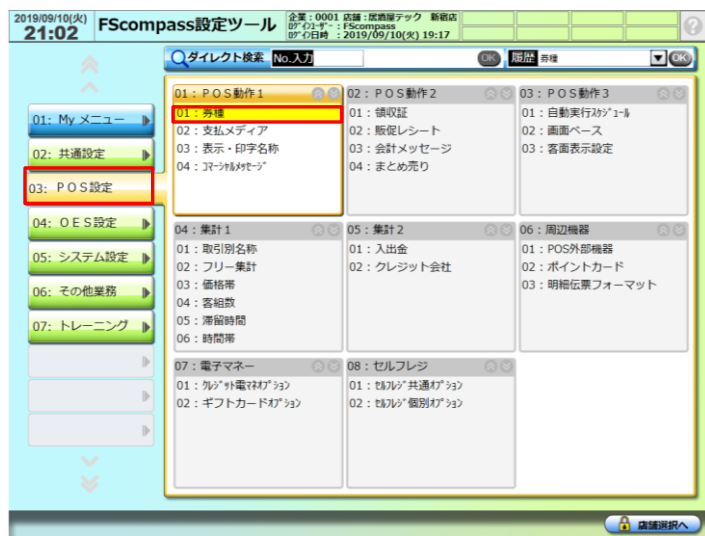 2019/09/10(火)
21:02
FScompass設定ツール
企業：0001 店舗：居酒屋テック 新宿店
ﾛｸﾞｲﾝﾕｰｻﾞｰ：FScompass
ﾛｸﾞｲﾝ日時 ：2019/09/10(火) 19:17
?
ダイレクト検索 No.入力
OK
履歴 券種
OK
01: My メニュー
02: 共通設定
03: ＰＯＳ設定
04: ＯＥＳ設定
05: システム設定
06: その他業務
07: トレーニング
01：ＰＯＳ動作１
01：券種
02：支払メディア
03：表示・印字名称
04：ｺﾏｰｼｬﾙﾒｯｾｰｼﾞ
02：ＰＯＳ動作２
01：領収証
02：販促レシート
03：会計メッセージ
04：まとめ売り
03：ＰＯＳ動作３
01：自動実行ｽｹｼﾞｭｰﾙ
02：画面ベース
03：客面表示設定
04：集計１
01：取引別名称
02：フリー集計
03：価格帯
04：客組数
05：滞留時間
06：時間帯
05：集計２
01：入出金
02：クレジット会社
06：周辺機器
01：POS外部機器
02：ポイントカード
03：明細伝票フォーマット
07：電子マネー
01：ｸﾚｼﾞｯﾄ電ﾏﾈｵﾌﾟｼｮﾝ
02：ギフトカードｵﾌﾟｼｮﾝ
08：セルフレジ
01：ｾﾙﾌﾚｼﾞ共通ｵﾌﾟｼｮﾝ
02：ｾﾙﾌﾚｼﾞ個別ｵﾌﾟｼｮﾝ
店舗選択へ